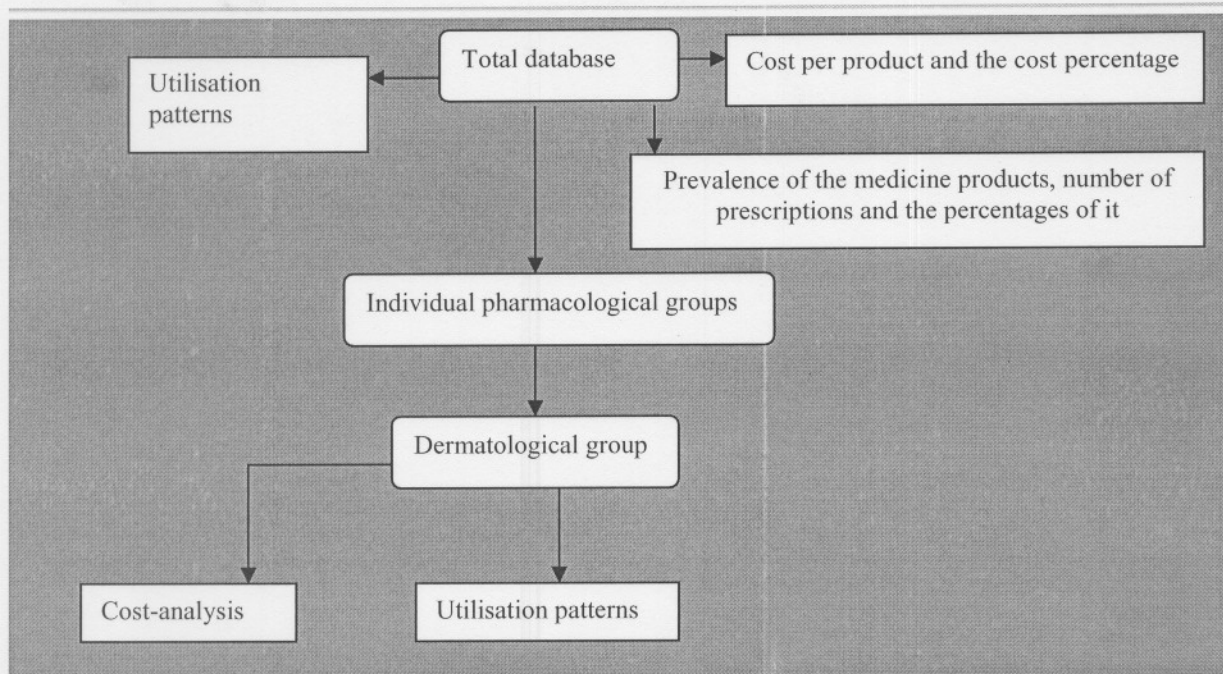 Total database
Cost per product and the cost percentage
Utilisation
patterns
Prevalence of the medicine products, number of
prescriptions and the percentages of it
Individual pharmacological groups
Dermatological group
Cost-analysis
Utilisation patterns